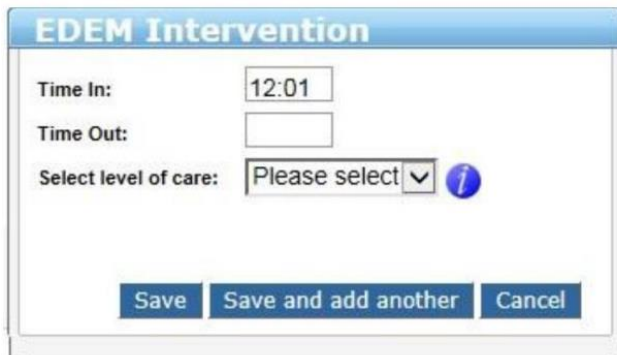 EDEM Intervention
Time In: 12:01
Time Out:
Select level of care: Please select i
Save Save and add another Cancel